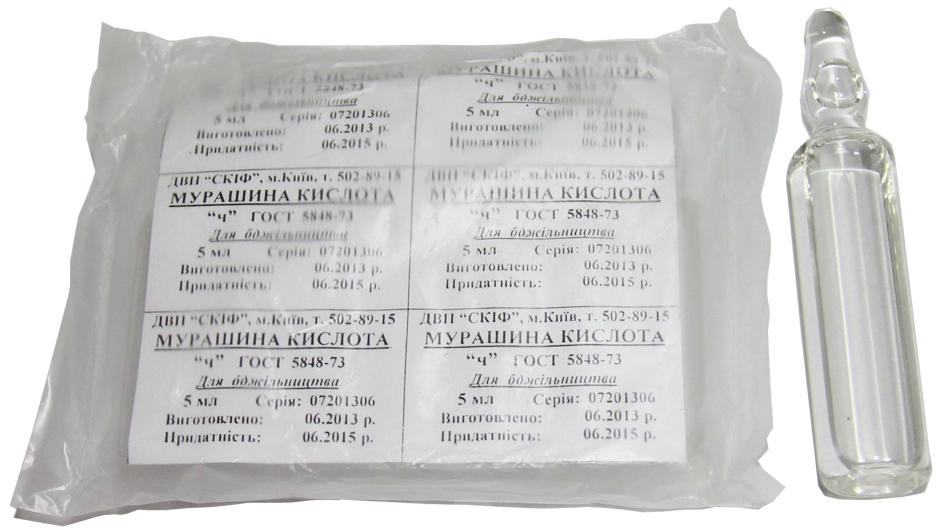 КИСЛОТА
ГОСТ 5848-73
Для бджільництва
5 мл Серія: 07201306
Виготовлено: 06.2013 р.
Придатність: 06.2015 р.
м.Київ,
МУРАШИНА КИСЛОТА
"ч" ГОСТ 5848-73
Для бджільництва
5 мл Серія: 07201306
Виготовлено: 06.2013 р.
Придатність: 06.2015 р.
ДВП "СКІФ", м.Київ, т. 502-89-15
МУРАШИНА КИСЛОТА
"ч" ГОСТ 5848-73
Для бджільництва
5 мл Серія: 07201306
Виготовлено: 06.2013 р.
Придатність: 06.2015 р.
ДВП "СКІФ", м.Київ, т. 502-89-15
МУРАШИНА КИСЛОТА
"ч" ГОСТ 5848-73
Для бджільництва
5 мл Серія: 07201306
Виготовлено: 06.2013 р.
Придатність: 06.2015 р.
ДВП "СКІФ", м.Київ, т. 502-89-15
МУРАШИНА КИСЛОТА
"ч" ГОСТ 5848-73
Для бджільництва
5 мл Серія: 07201306
Виготовлено: 06.2013 р.
Придатність: 06.2015 р.
ДВП "СКІФ", м.Київ, т. 502-89-15
МУРАШИНА КИСЛОТА
"ч" ГОСТ 5848-73
Для бджільництва
5 мл Серія: 07201306
Виготовлено: 06.2013 р.
Придатність: 06.2015 р.